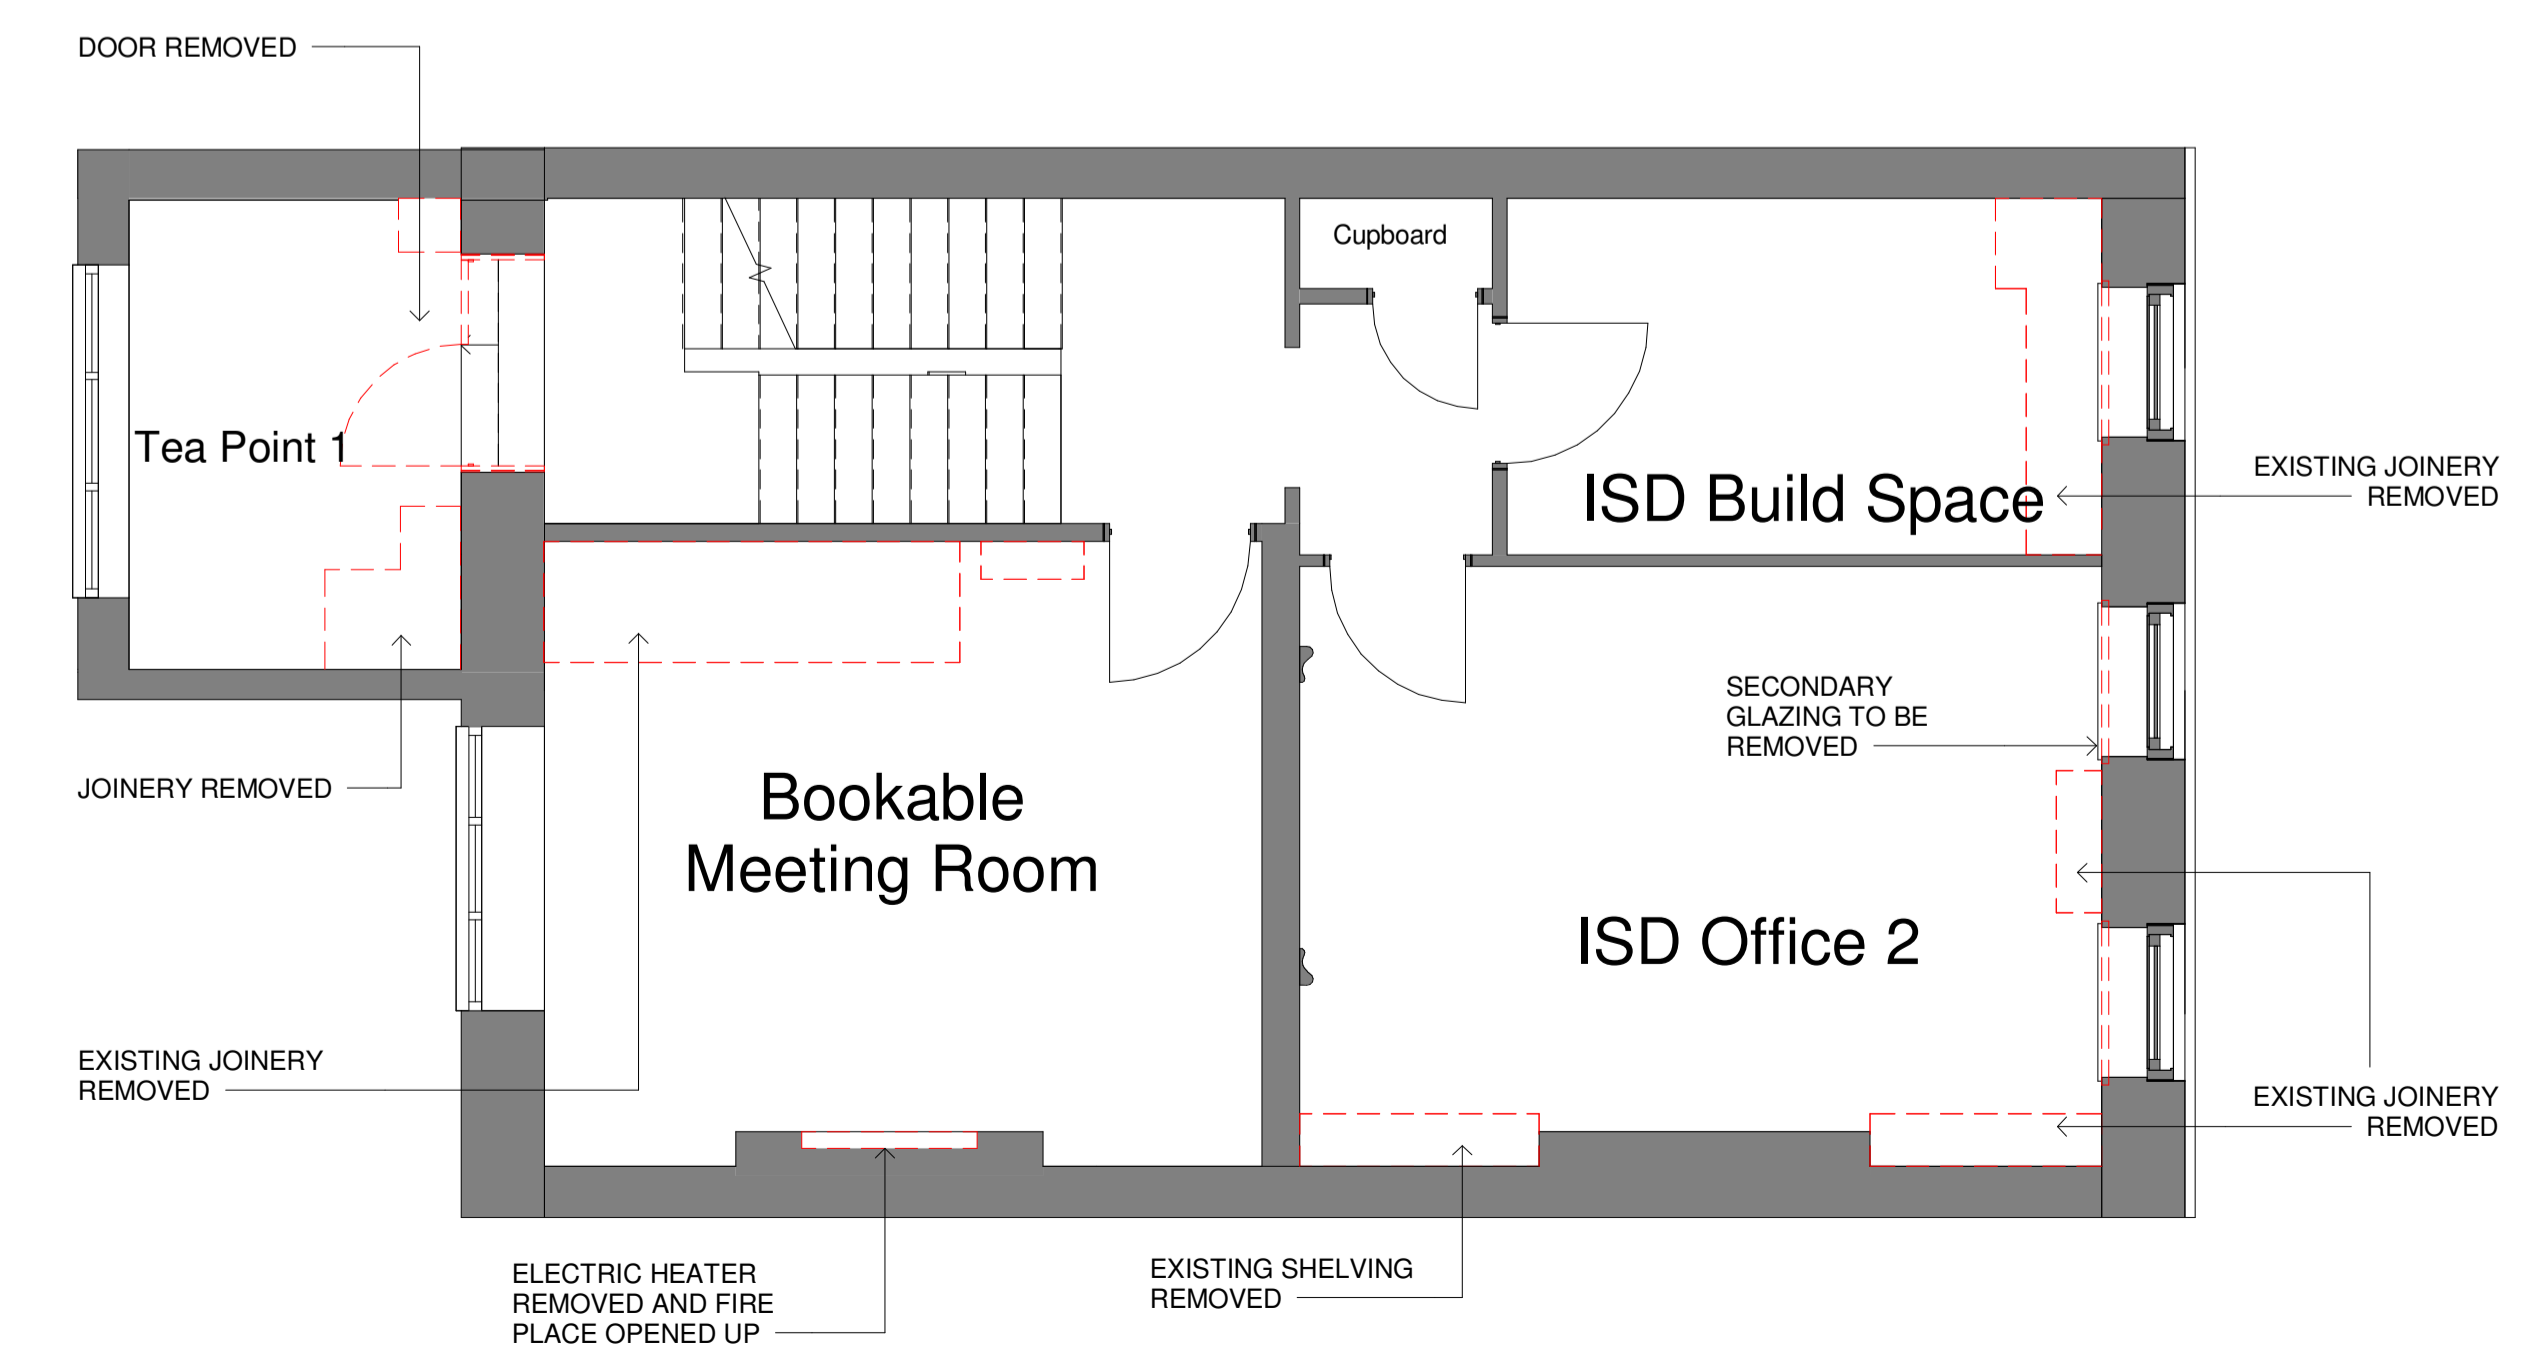 DOOR REMOVED
Cupboard
Tea Point 1
ISD Build Space
EXISTING JOINERY
REMOVED
SECONDARY
GLAZING TO BE
REMOVED
JOINERY REMOVED
Bookable
Meeting Room
ISD Office 2
EXISTING JOINERY
REMOVED
EXISTING JOINERY
REMOVED
ELECTRIC HEATER
REMOVED AND FIRE
PLACE OPENED UP
EXISTING SHELVING
REMOVED